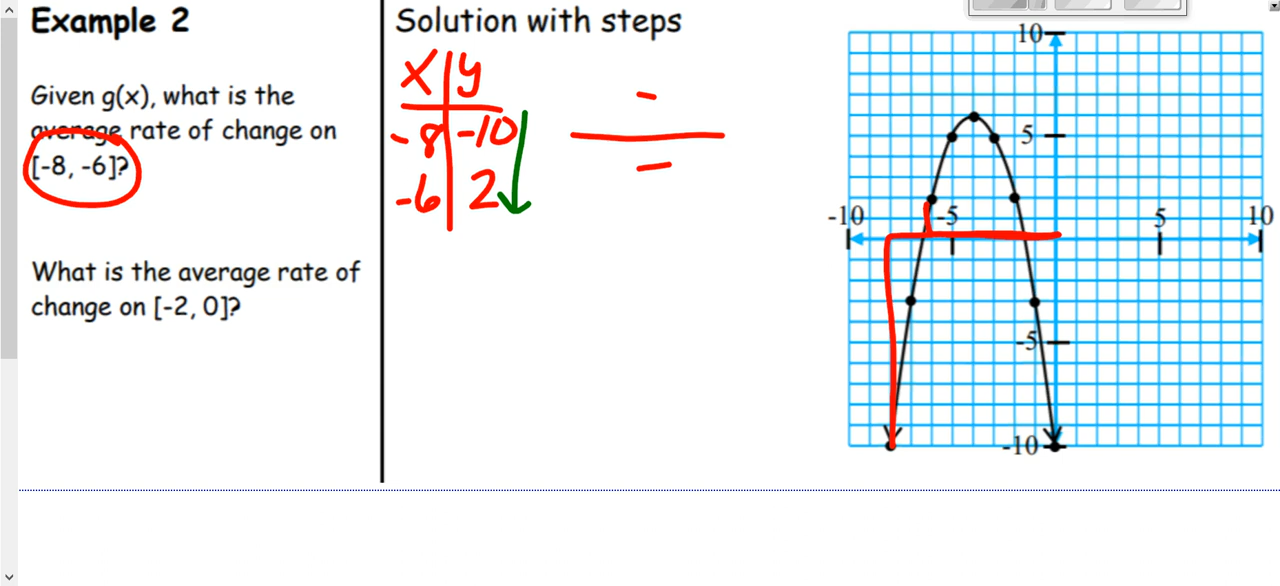 Example 2
Given g(x), what is the
average rate of change on
[-8, -6]?
What is the average rate of
change on [-2, 0]?
Solution with steps
x y
-8 -10
-6 2
-
-
10
5
-10 -5 5 10
-5
-10